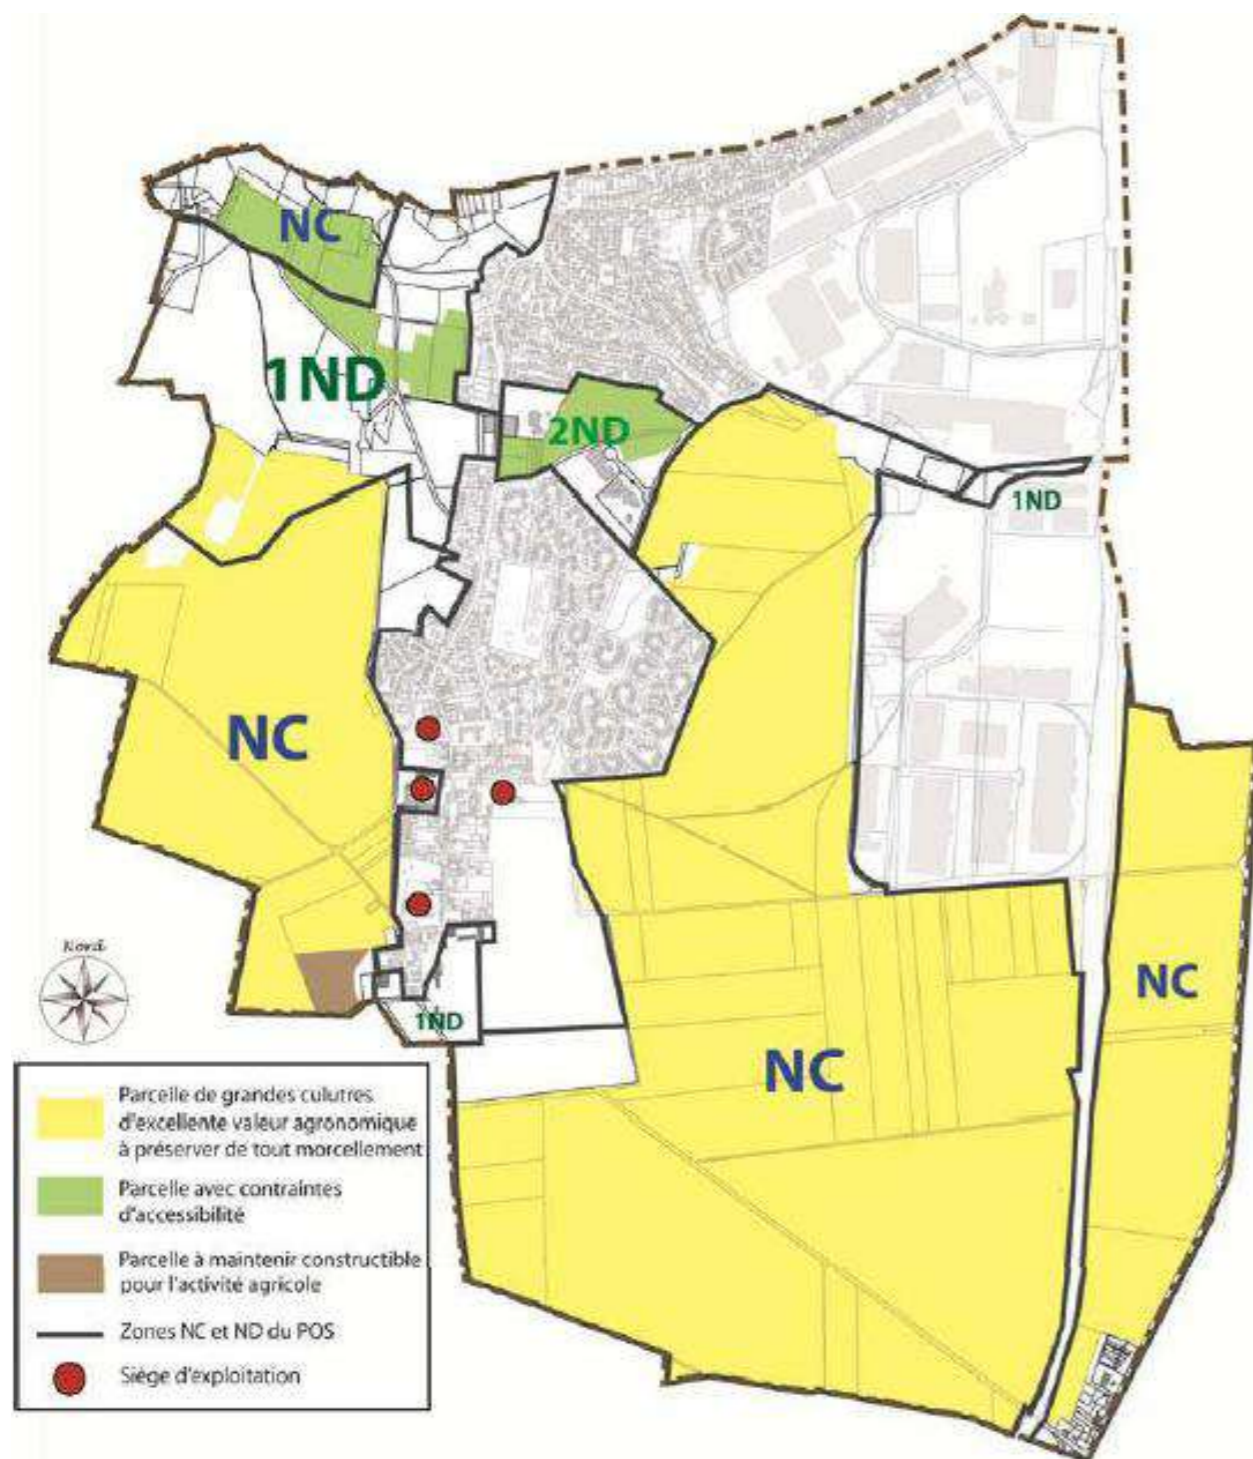 NC
1ND
2ND
1ND
NC
NC
NC
1ND
Nord
Parcelle de grandes culutres
d'excellente valeur agronomique
à préserver de tout morcellement
Parcelle avec contraintes
d'accessibilité
Parcelle à maintenir constructible
pour l'activité agricole
Zones NC et ND du POS
Siège d'exploitation